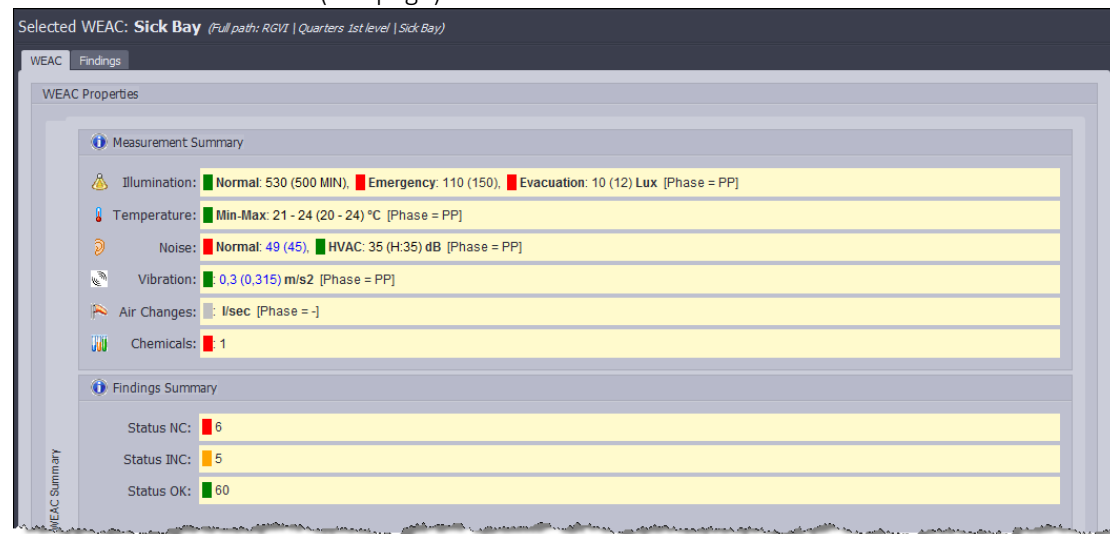 Selected WEAC: Sick Bay (Full path: RGVI | Quarters 1st level | Sick Bay)
WEAC Findings
WEAC Properties
Measurement Summary
Illumination: Normal: 530 (500 MIN), Emergency: 110 (150), Evacuation: 10 (12) Lux [Phase = PP]
Temperature: Min-Max: 21 - 24 (20 - 24) °C [Phase = PP]
Noise: Normal: 49 (45), HVAC: 35 (H:35) dB [Phase = PP]
Vibration: : 0,3 (0,315) m/s2 [Phase = PP]
Air Changes: : l/sec [Phase = -]
Chemicals: : 1
Findings Summary
Status NC: 6
Status INC: 5
Status OK: 60
WEAC Summary